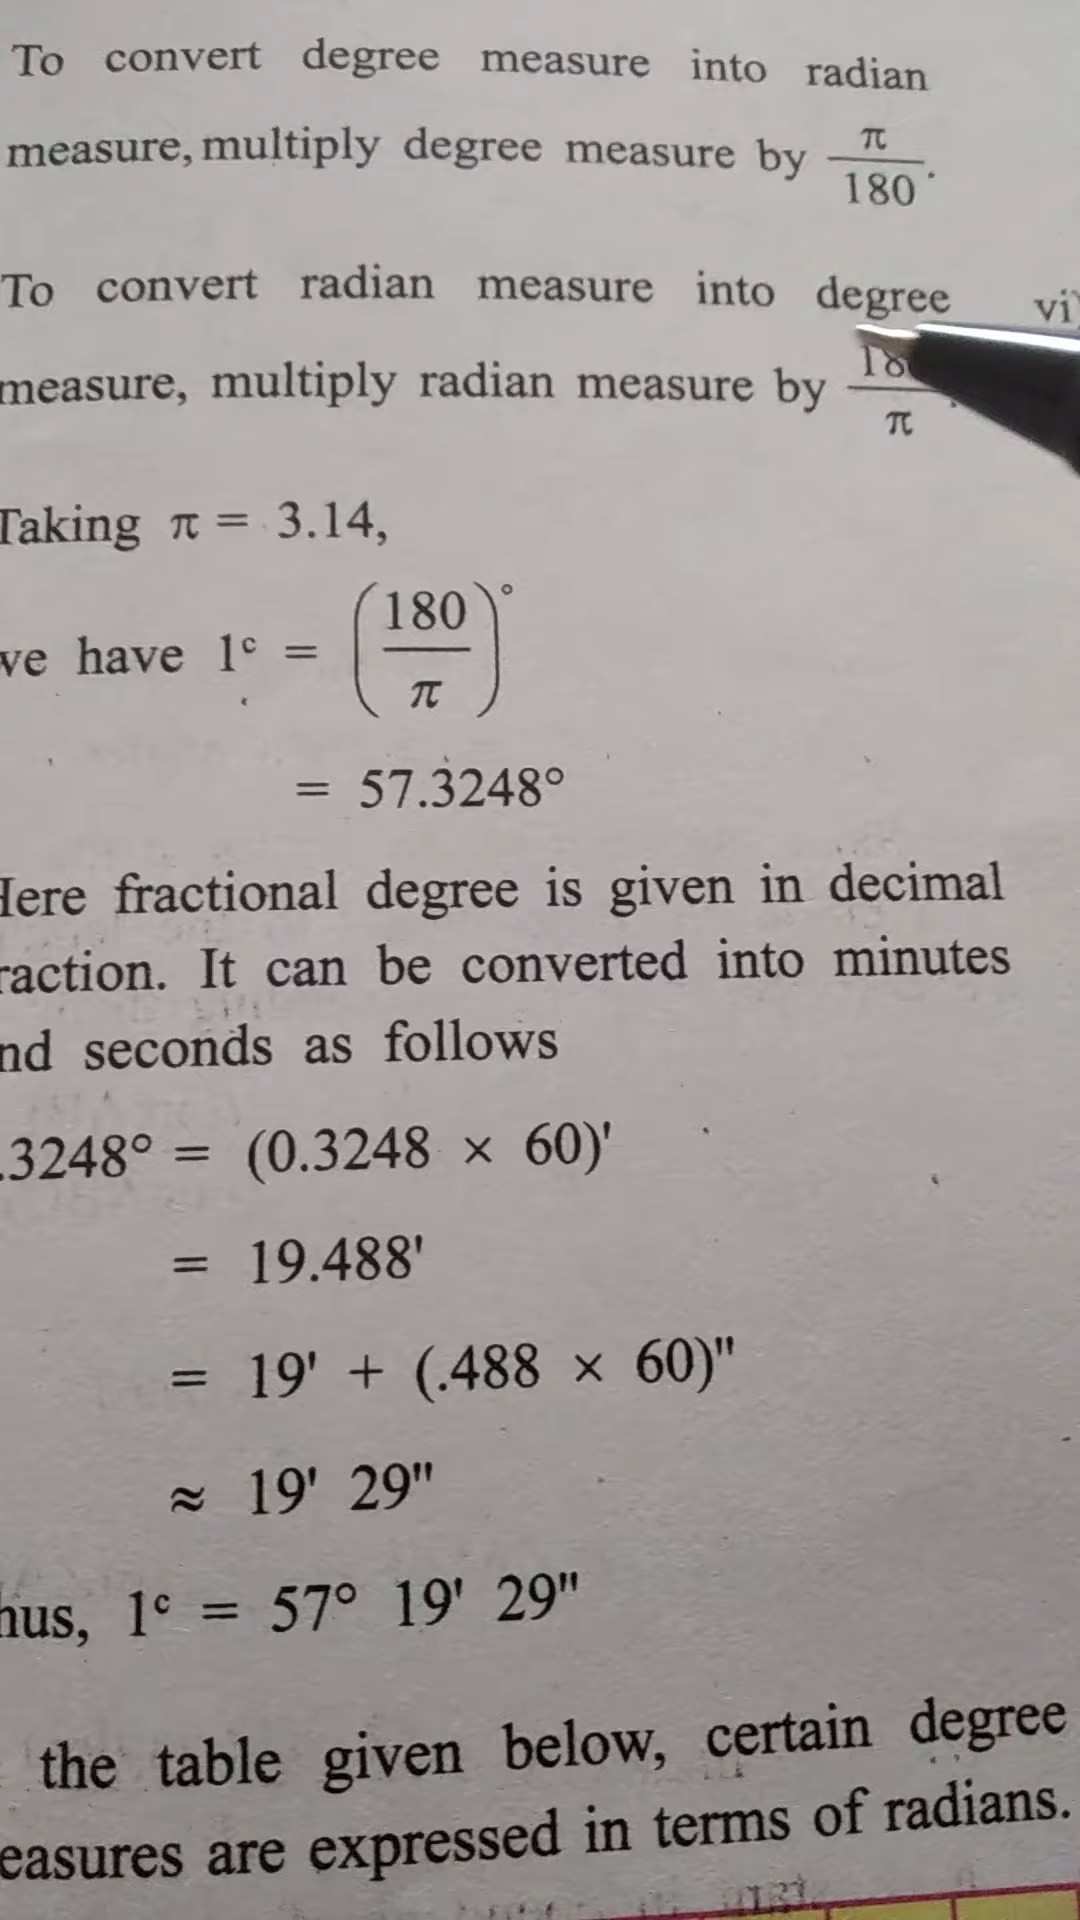 To convert degree measure into radian
measure, multiply degree measure by π/180.
To convert radian measure into degree
vi)
measure, multiply radian measure by 18 /π.
Taking π = 3.14,
ve have 1ᶜ = (180/π)°
= 57.3248°
Here fractional degree is given in decimal
raction. It can be converted into minutes
nd seconds as follows
.3248° = (0.3248 × 60)'
= 19.488'
= 19' + (.488 × 60)"
≈ 19' 29"
hus, 1ᶜ = 57° 19' 29"
the table given below, certain degree
easures are expressed in terms of radians.